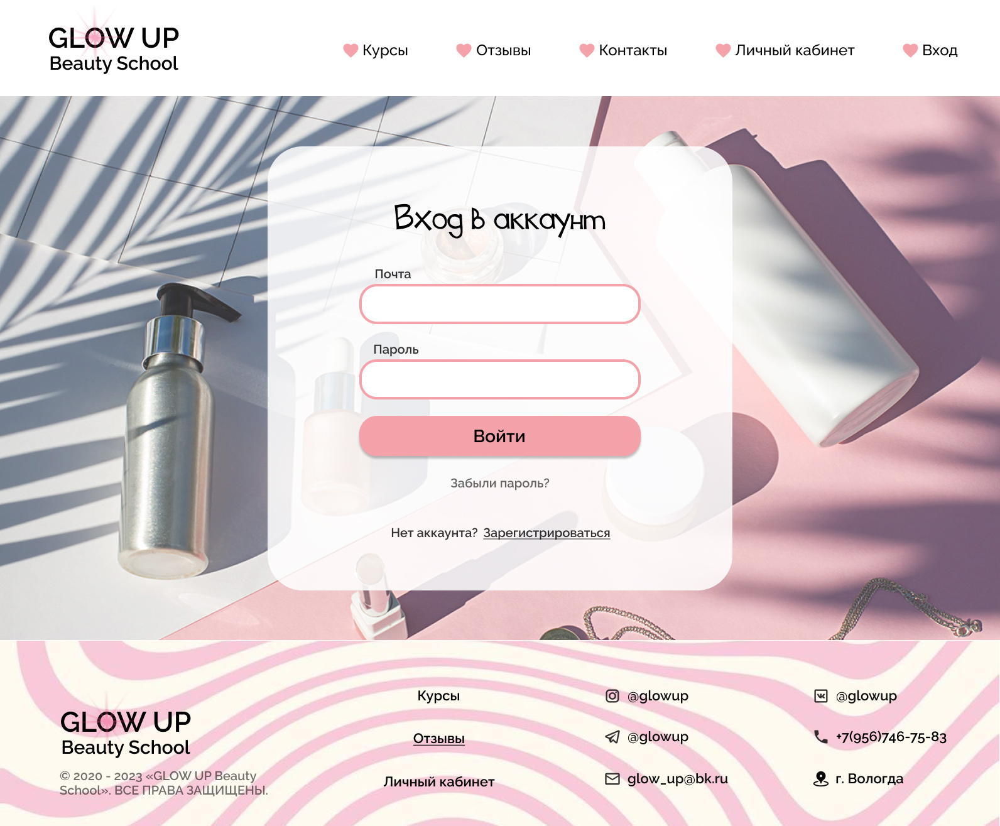 GLOW UP
Beauty School
Курсы
Отзывы
Контакты
Личный кабинет
Вход
Вход в аккаунт
Почта
Пароль
Войти
Забыли пароль?
Нет аккаунта? Зарегистрироваться
GLOW UP
Beauty School
© 2020 - 2023 «GLOW UP Beauty
School». ВСЕ ПРАВА ЗАЩИЩЕНЫ.
Курсы
Отзывы
Личный кабинет
@glowup
@glowup
glow_up@bk.ru
@glowup
+7(956)746-75-83
г. Вологда